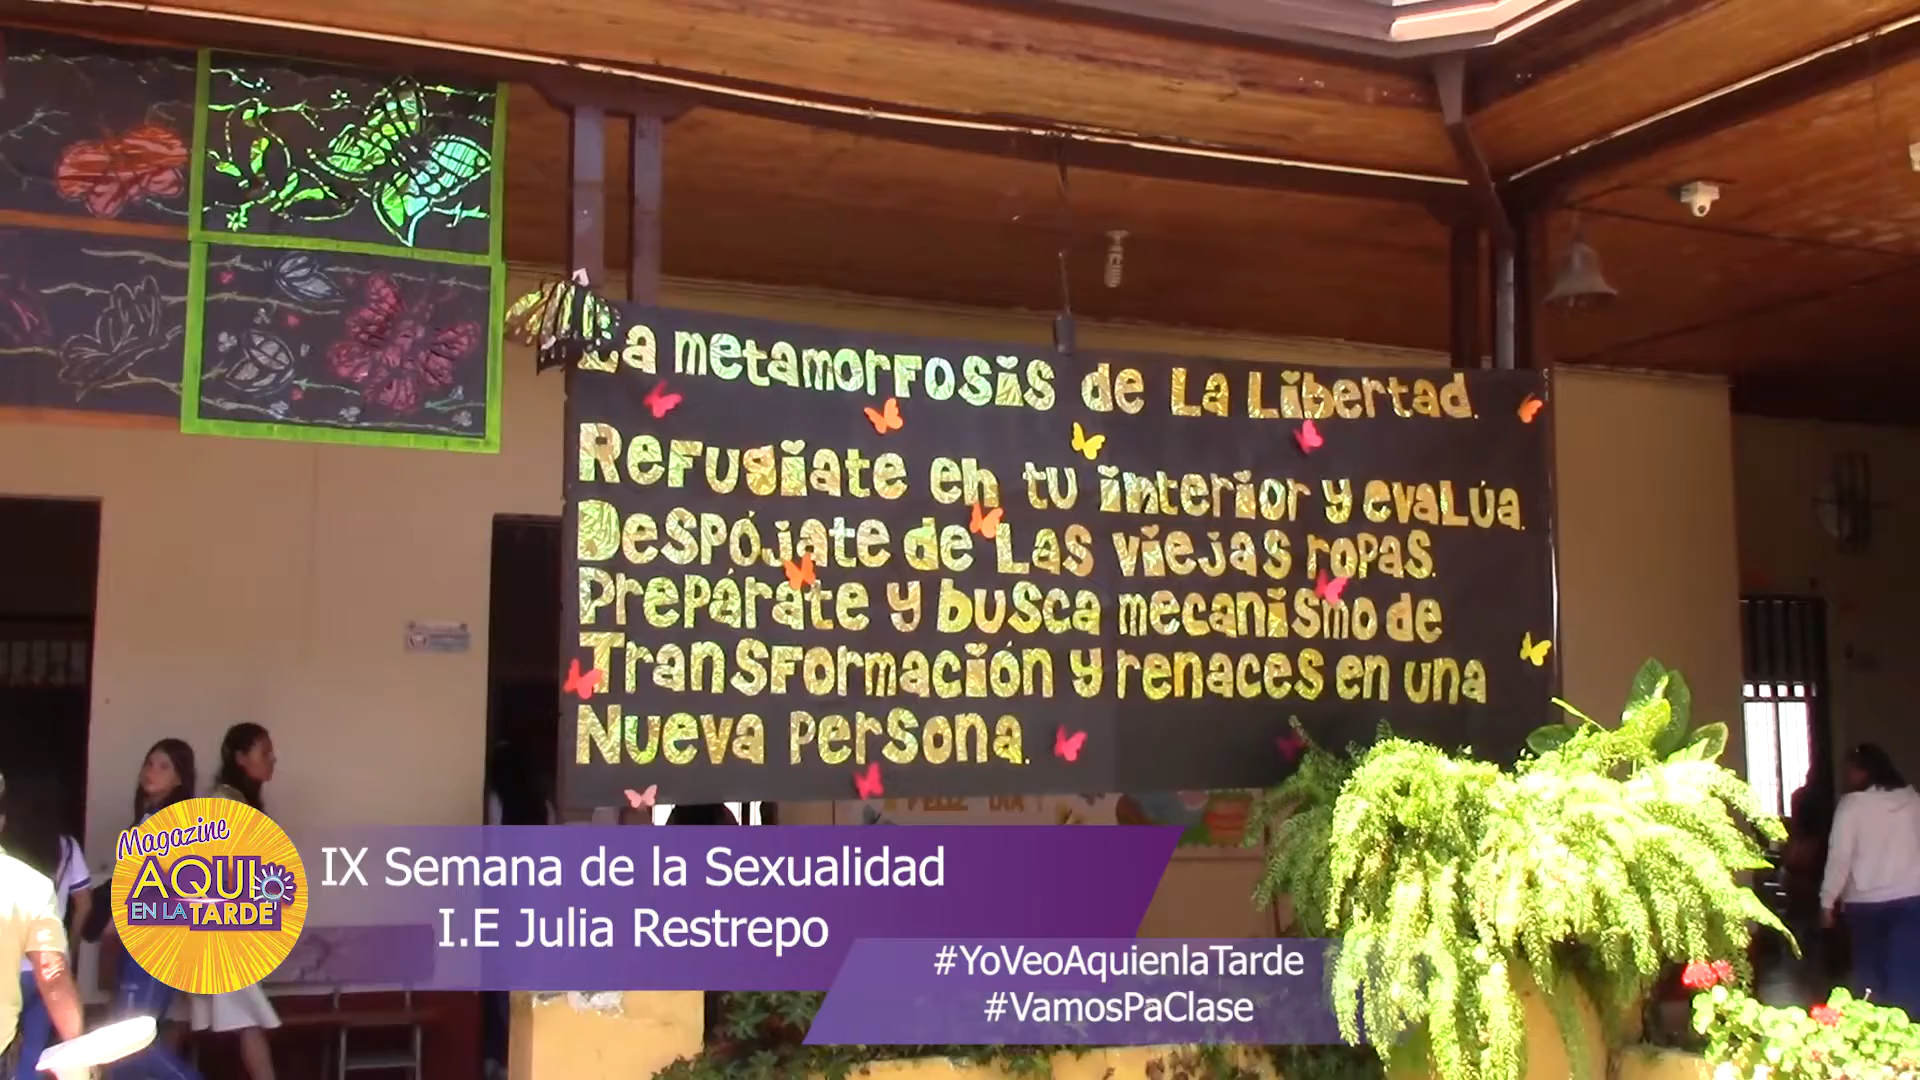 La metamorfosis de la Libertad.
Refugiate en tu interior y evalúa.
Despójate de las viejas ropas.
Prepárate y busca mecanismo de
Transformación y renaces en una
Nueva persona.
FELIZ DIA
Magazine
AQUI
EN LA TARDE
IX Semana de la Sexualidad
I.E Julia Restrepo
#YoVeoAquienlaTarde
#VamosPaClase